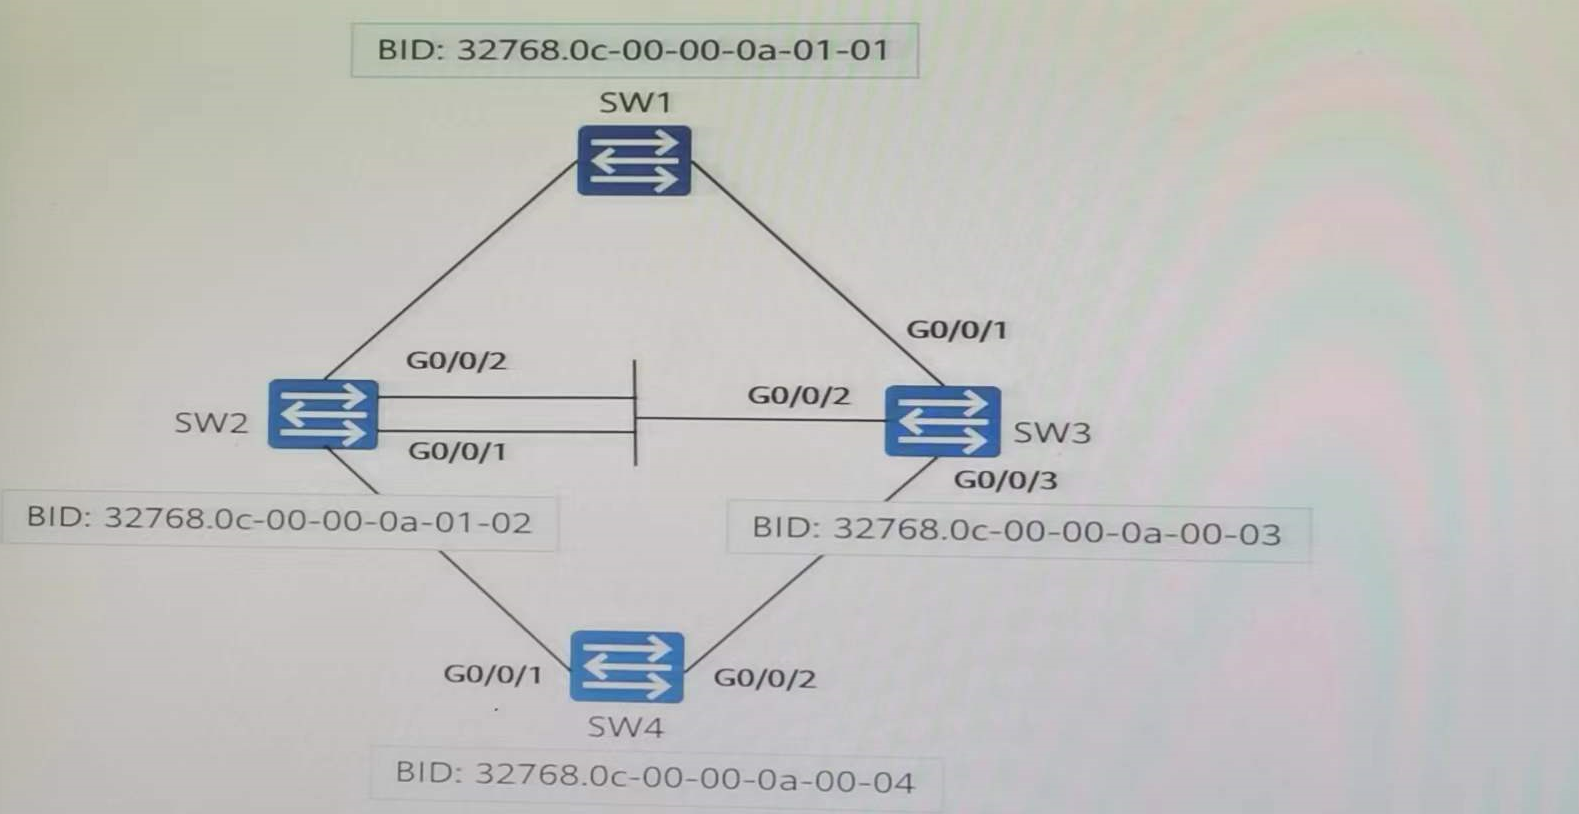 BID: 32768.0c-00-00-0a-01-01
SW1
G0/0/1
G0/0/2
G0/0/2
SW2
SW3
G0/0/1
G0/0/3
BID: 32768.0c-00-00-0a-01-02
BID: 32768.0c-00-00-0a-00-03
G0/0/1
G0/0/2
SW4
BID: 32768.0c-00-00-0a-00-04